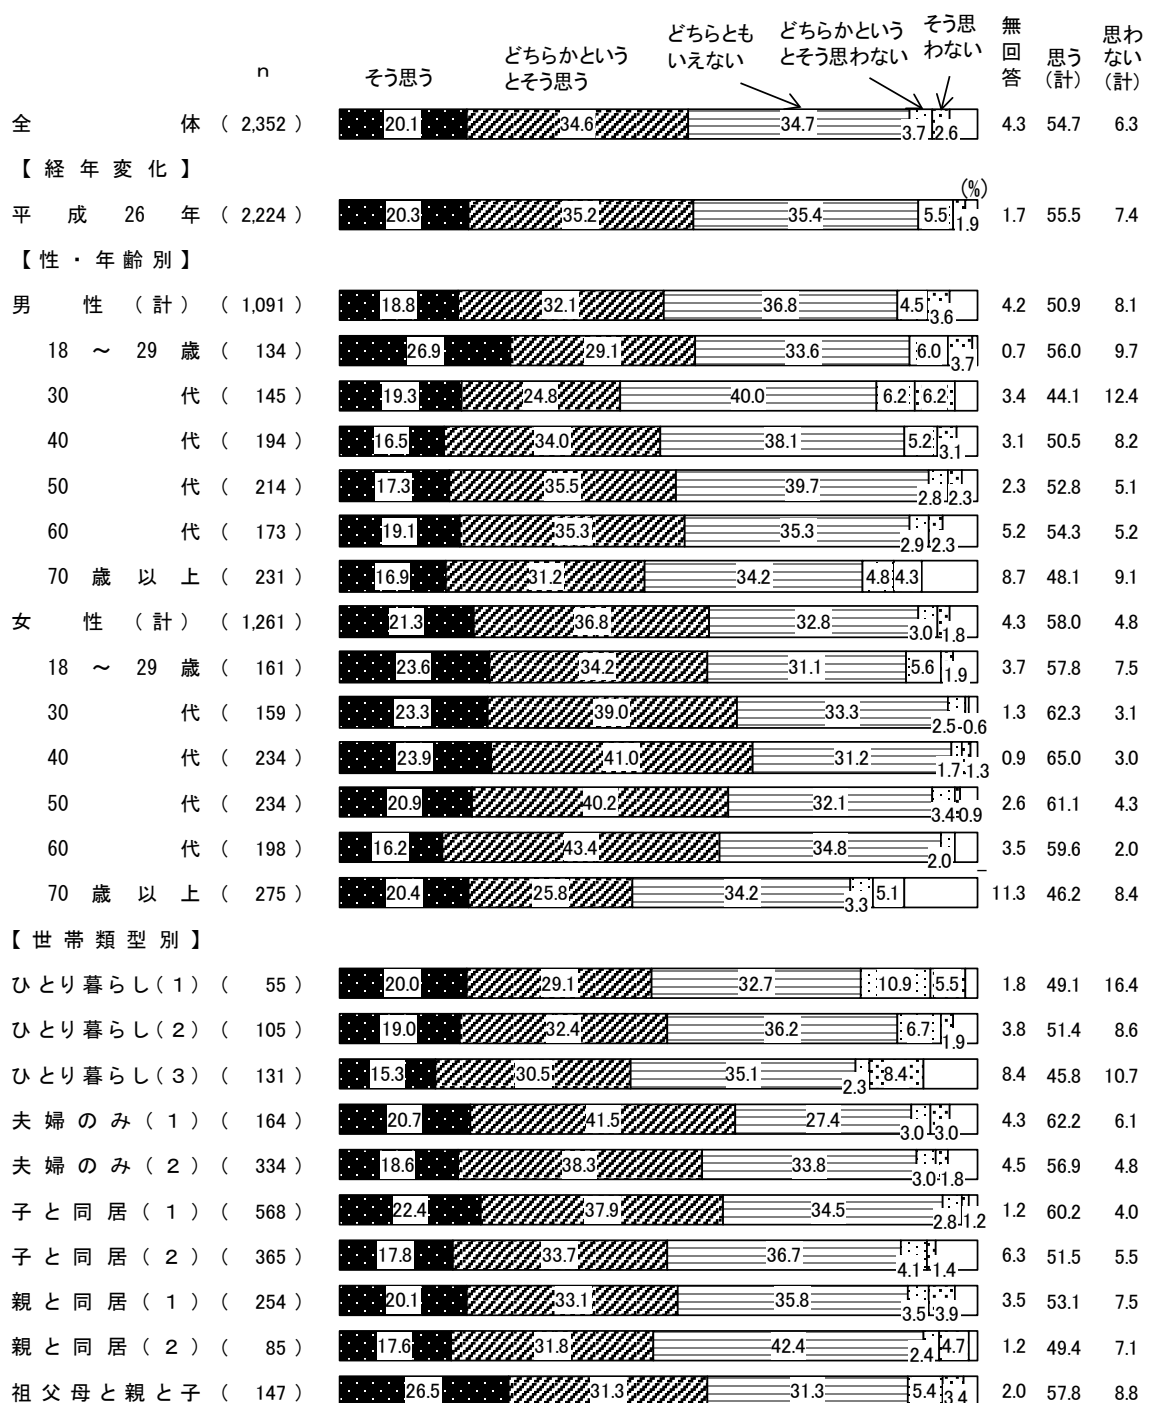 n そう思う どちらかというとそう思う どちらともいえない どちらかというとそう思わない そう思わない 無回答 思う(計) 思わない(計)
全体 ( 2,352 ) 20.1 34.6 34.7 3.7 2.6 4.3 54.7 6.3
【経年変化】
(%)
平成26年 ( 2,224 ) 20.3 35.2 35.4 5.5 1.9 1.7 55.5 7.4
【性・年齢別】
男性(計) ( 1,091 ) 18.8 32.1 36.8 4.5 3.6 4.2 50.9 8.1
18～29歳 ( 134 ) 26.9 29.1 33.6 6.0 3.7 0.7 56.0 9.7
30代 ( 145 ) 19.3 24.8 40.0 6.2 6.2 3.4 44.1 12.4
40代 ( 194 ) 16.5 34.0 38.1 5.2 3.1 3.1 50.5 8.2
50代 ( 214 ) 17.3 35.5 39.7 2.8 2.3 2.3 52.8 5.1
60代 ( 173 ) 19.1 35.3 35.3 2.9 2.3 5.2 54.3 5.2
70歳以上 ( 231 ) 16.9 31.2 34.2 4.8 4.3 8.7 48.1 9.1
女性(計) ( 1,261 ) 21.3 36.8 32.8 3.0 1.8 4.3 58.0 4.8
18～29歳 ( 161 ) 23.6 34.2 31.1 5.6 1.9 3.7 57.8 7.5
30代 ( 159 ) 23.3 39.0 33.3 2.5 0.6 1.3 62.3 3.1
40代 ( 234 ) 23.9 41.0 31.2 1.7 1.3 0.9 65.0 3.0
50代 ( 234 ) 20.9 40.2 32.1 3.4 0.9 2.6 61.1 4.3
60代 ( 198 ) 16.2 43.4 34.8 2.0 – 3.5 59.6 2.0
70歳以上 ( 275 ) 20.4 25.8 34.2 3.3 5.1 11.3 46.2 8.4
【世帯類型別】
ひとり暮らし(1) ( 55 ) 20.0 29.1 32.7 10.9 5.5 1.8 49.1 16.4
ひとり暮らし(2) ( 105 ) 19.0 32.4 36.2 6.7 1.9 3.8 51.4 8.6
ひとり暮らし(3) ( 131 ) 15.3 30.5 35.1 2.3 8.4 8.4 45.8 10.7
夫婦のみ(1) ( 164 ) 20.7 41.5 27.4 3.0 3.0 4.3 62.2 6.1
夫婦のみ(2) ( 334 ) 18.6 38.3 33.8 3.0 1.8 4.5 56.9 4.8
子と同居(1) ( 568 ) 22.4 37.9 34.5 2.8 1.2 1.2 60.2 4.0
子と同居(2) ( 365 ) 17.8 33.7 36.7 4.1 1.4 6.3 51.5 5.5
親と同居(1) ( 254 ) 20.1 33.1 35.8 3.5 3.9 3.5 53.1 7.5
親と同居(2) ( 85 ) 17.6 31.8 42.4 2.4 4.7 1.2 49.4 7.1
祖父母と親と子 ( 147 ) 26.5 31.3 31.3 5.4 3.4 2.0 57.8 8.8